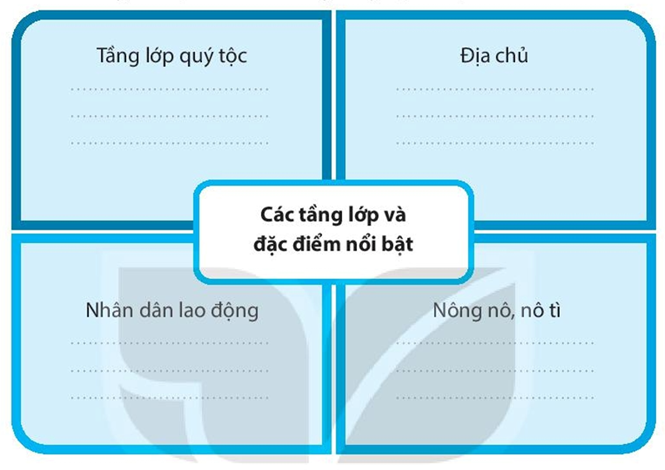 Tầng lớp quý tộc
Địa chủ
Các tầng lớp và
đặc điểm nổi bật
Nhân dân lao động
Nông nô, nô tì